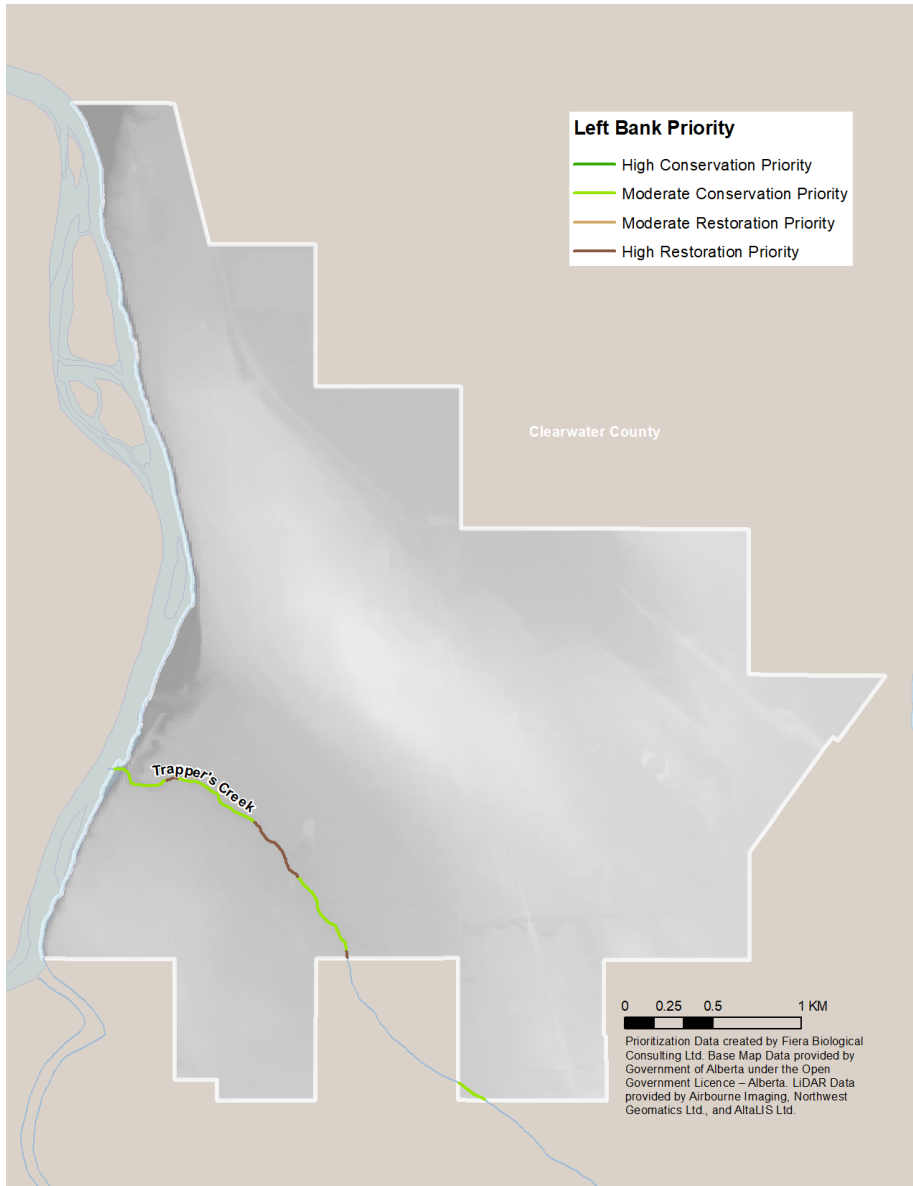 Left Bank Priority
High Conservation Priority
Moderate Conservation Priority
Moderate Restoration Priority
High Restoration Priority
Clearwater County
Trapper's Creek
0 0.25 0.5 1 KM
Prioritization Data created by Fiera Biological
Consulting Ltd. Base Map Data provided by
Government of Alberta under the Open
Government Licence – Alberta. LiDAR Data
provided by Airbourne Imaging, Northwest
Geomatics Ltd., and AltaLIS Ltd.